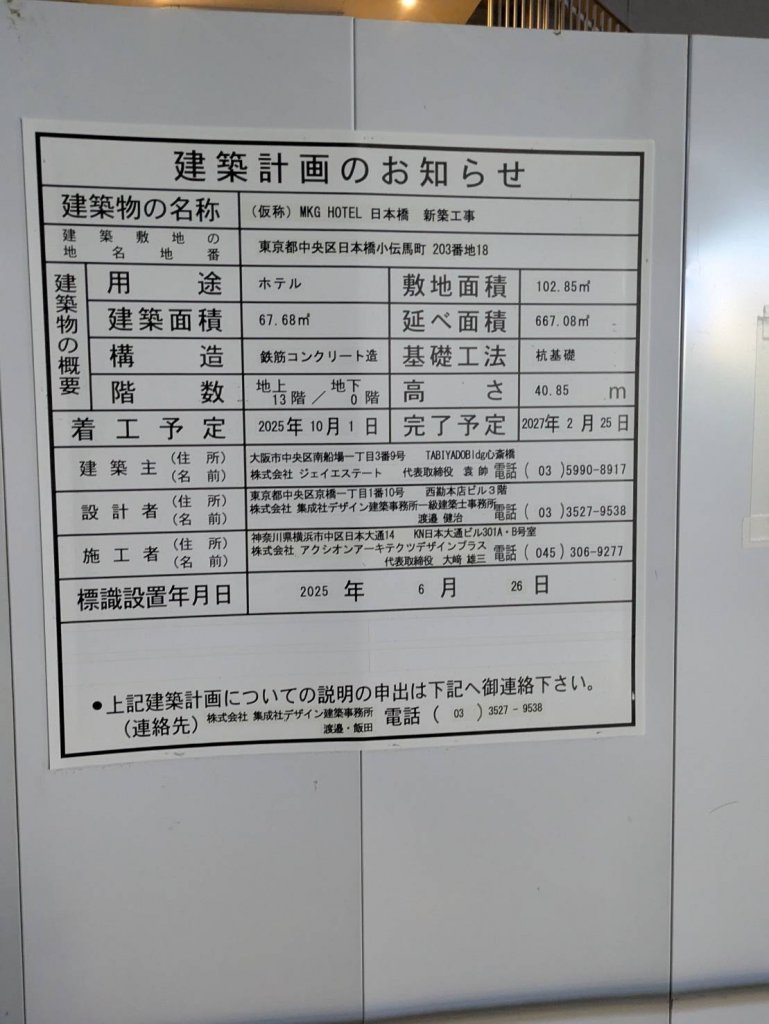 建築計画のお知らせ
建築物の名称 (仮称) MKG HOTEL 日本橋 新築工事
建築敷地の地名地番 東京都中央区日本橋小伝馬町 203番地18
建築物の概要
用途 ホテル 敷地面積 102.85㎡
建築面積 67.68㎡ 延べ面積 667.08㎡
構造 鉄筋コンクリート造 基礎工法 杭基礎
階数 地上13階／地下0階 高さ 40.85 m
着工予定 2025年10月1日 完了予定 2027年2月25日
建築主 (住所) 大阪市中央区南船場一丁目3番9号 TABIYADOBldg心斎橋
(名前) 株式会社 ジェイエステート 代表取締役 袁帥 電話(03)5990-8917
設計者 (住所) 東京都中央区京橋一丁目1番10号 西勘本店ビル3階
(名前) 株式会社 集成社デザイン建築事務所一級建築士事務所 渡邉 健治 電話(03)3527-9538
施工者 (住所) 神奈川県横浜市中区日本大通14 KN日本大通ビル301A・B号室
(名前) 株式会社 アクシオンアーキテクツデザインプラス 代表取締役 大﨑 雄三 電話(045)306-9277
標識設置年月日 2025年6月26日
●上記建築計画についての説明の申出は下記へ御連絡下さい。
(連絡先) 株式会社 集成社デザイン建築事務所 電話(03)3527-9538
渡邉・飯田